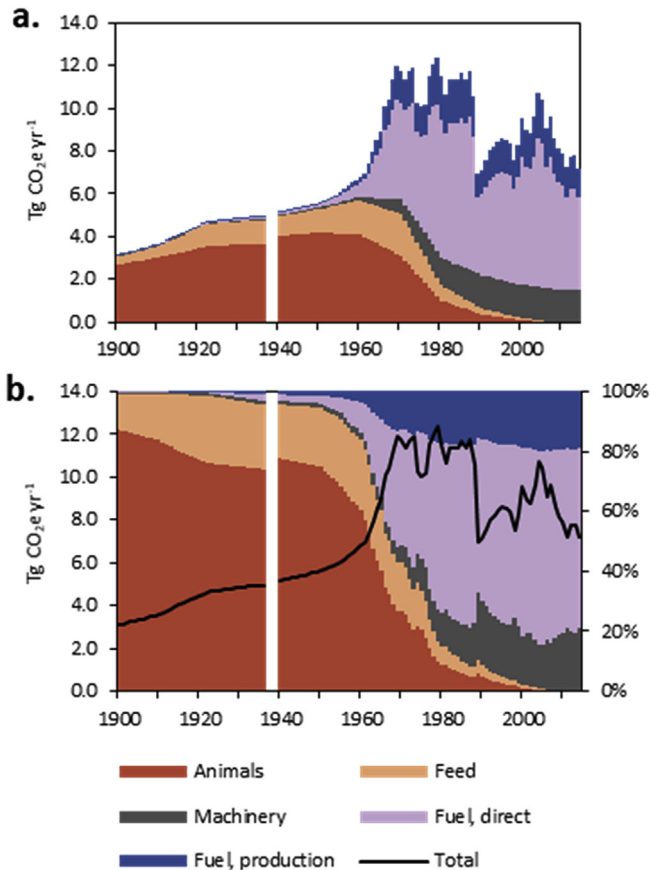 a.
14.0
12.0
10.0
8.0
6.0
4.0
2.0
0.0
Tg CO₂e yr⁻¹
1900 1920 1940 1960 1980 2000
b.
14.0 100%
12.0
80%
10.0
8.0 60%
6.0
40%
4.0
20%
2.0
0.0 0%
Tg CO₂e yr⁻¹
1900 1920 1940 1960 1980 2000
Animals Feed
Machinery Fuel, direct
Fuel, production Total